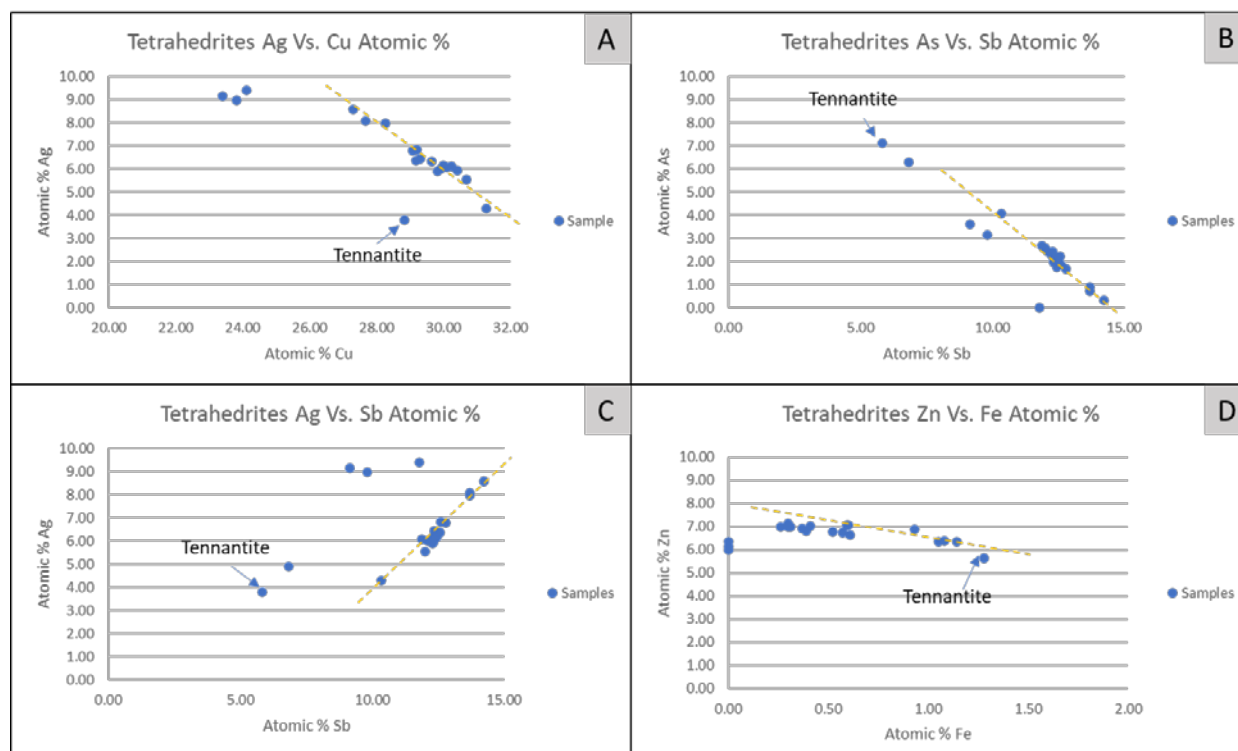 Tetrahedrites Ag Vs. Cu Atomic %
A
Atomic % Ag
10.00
9.00
8.00
7.00
6.00
5.00
4.00
3.00
2.00
1.00
0.00
20.00 22.00 24.00 26.00 28.00 30.00 32.00
Atomic % Cu
Tennantite
Sample
Tetrahedrites As Vs. Sb Atomic %
B
Atomic % As
10.00
9.00
8.00
7.00
6.00
5.00
4.00
3.00
2.00
1.00
0.00
0.00 5.00 10.00 15.00
Atomic % Sb
Tennantite
Samples
Tetrahedrites Ag Vs. Sb Atomic %
C
Atomic % Ag
10.00
9.00
8.00
7.00
6.00
5.00
4.00
3.00
2.00
1.00
0.00
0.00 5.00 10.00 15.00
Atomic % Sb
Tennantite
Samples
Tetrahedrites Zn Vs. Fe Atomic %
D
Atomic % Zn
10.00
9.00
8.00
7.00
6.00
5.00
4.00
3.00
2.00
1.00
0.00
0.00 0.50 1.00 1.50 2.00
Atomic % Fe
Tennantite
Samples